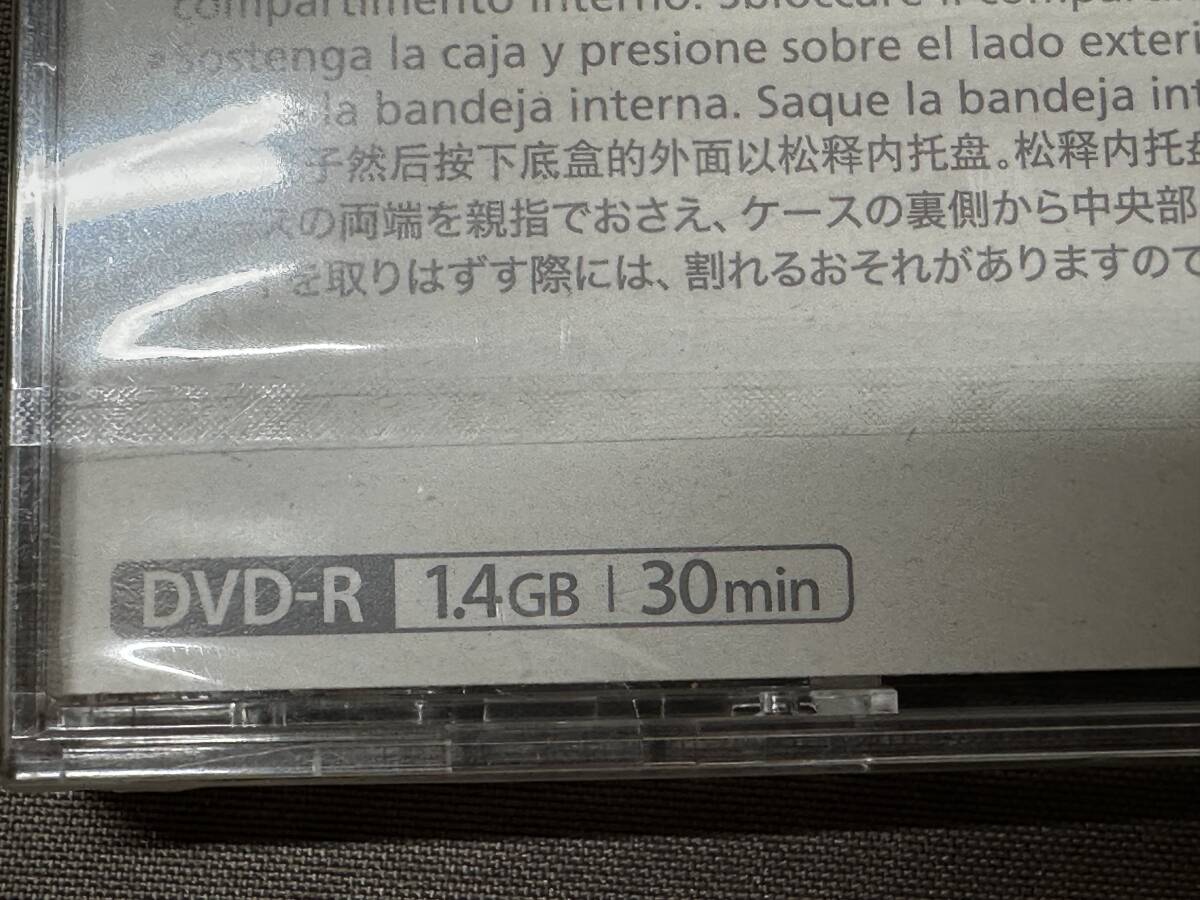 compartimento interno. Sbloccare il
Sostenga la caja y presione sobre el lado
la bandeja interna. Saque la bandeja
子然后按下底盒的外面以松释内托盘。松释内托
スの両端を親指でおさえ、ケースの裏側から中央部
を取りはずす際には、割れるおそれがありますので
DVD-R 1.4GB | 30min